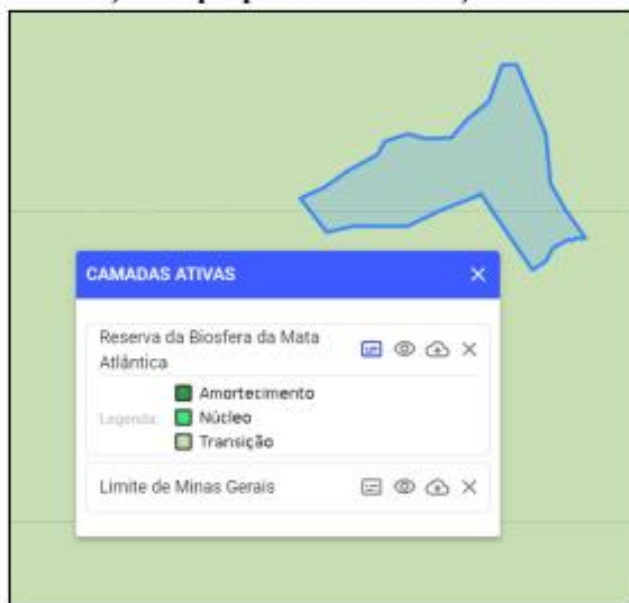 CAMADAS ATIVAS
Reserva da Biosfera da Mata
Atlântica
Legenda:
Amortecimento
Núcleo
Transição
Limite de Minas Gerais